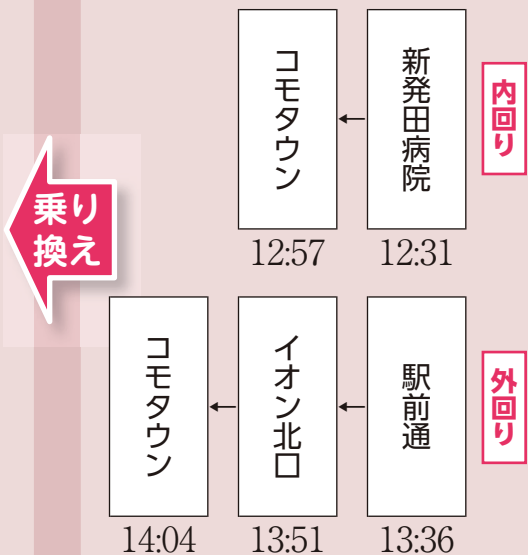 内回り
新発田病院
12:31
コモタウン
12:57
外回り
駅前通
13:36
イオン北口
13:51
コモタウン
14:04
乗り
換え